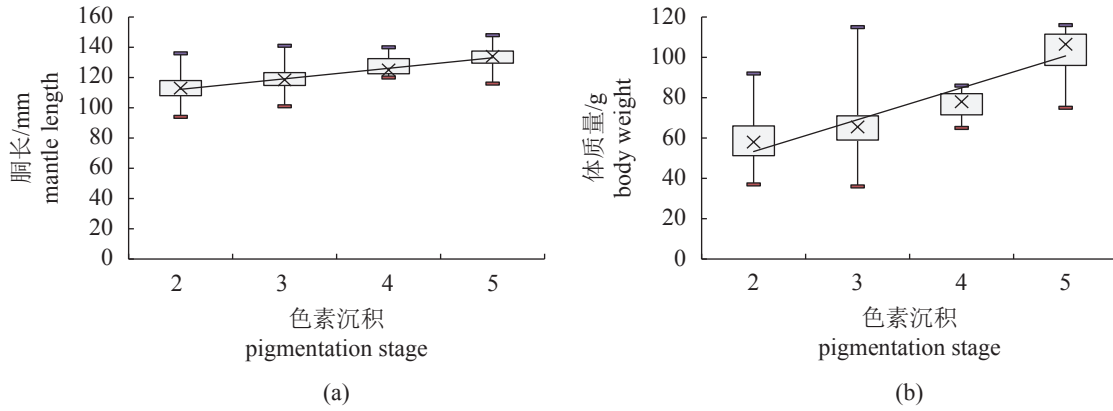 胴长/mm
mantle length
160
140
120
100
80
60
40
20
0
2 3 4 5
色素沉积
pigmentation stage
(a)
体质量/g
body weight
120
100
80
60
40
20
0
2 3 4 5
色素沉积
pigmentation stage
(b)